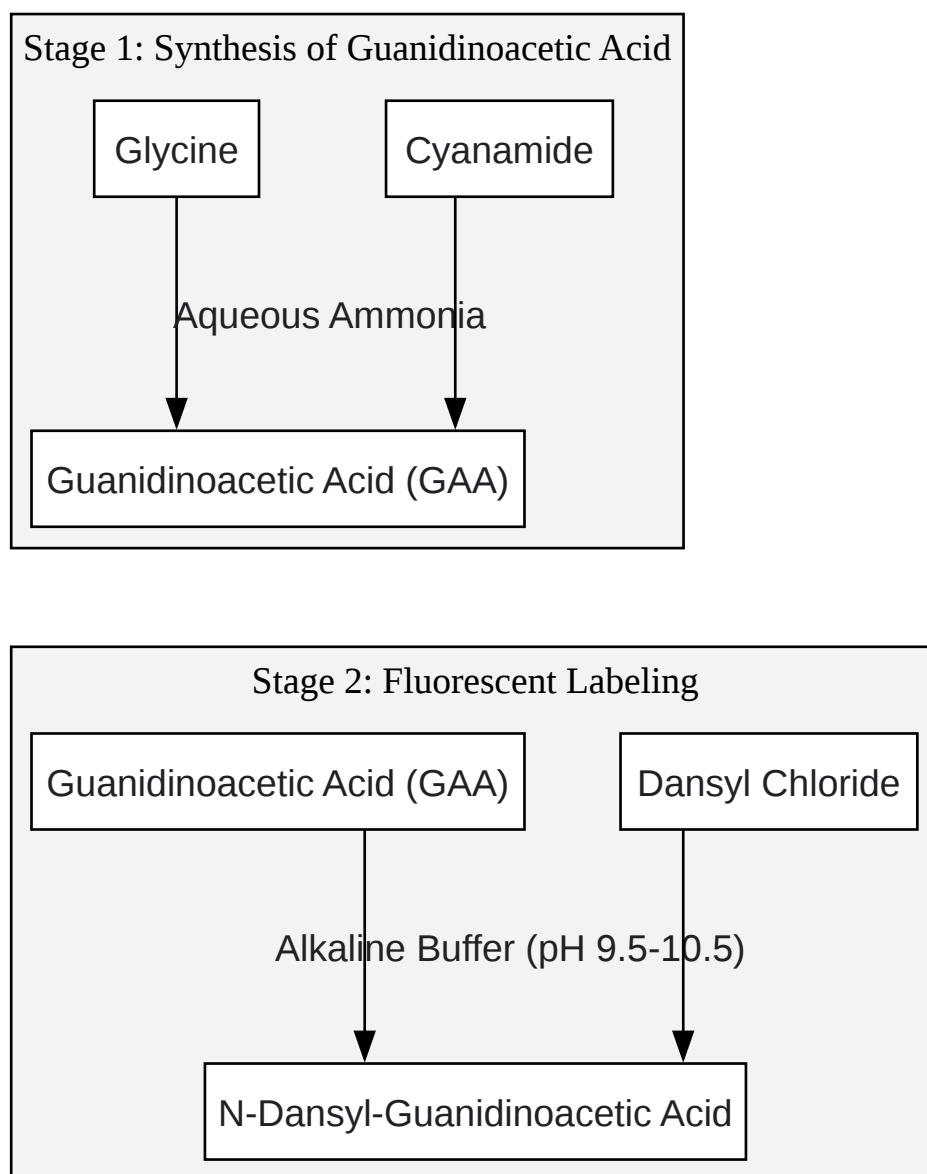 Stage 1: Synthesis of Guanidinoacetic Acid
Glycine
Cyanamide
Aqueous Ammonia
Guanidinoacetic Acid (GAA)
Stage 2: Fluorescent Labeling
Guanidinoacetic Acid (GAA)
Dansyl Chloride
Alkaline Buffer (pH 9.5-10.5)
N-Dansyl-Guanidinoacetic Acid